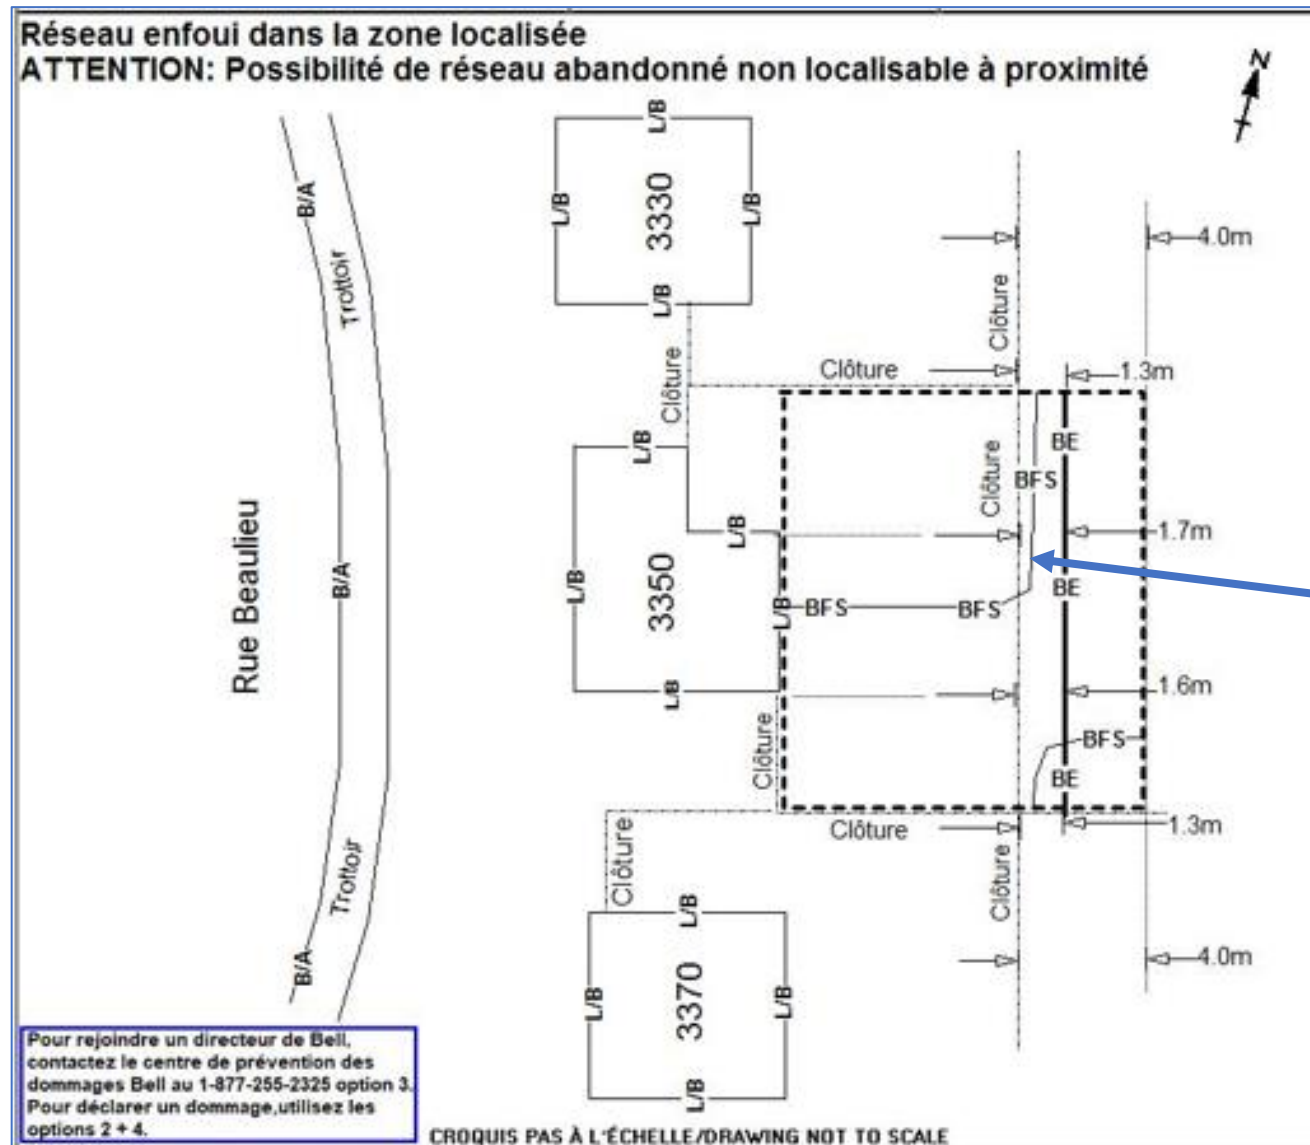 Réseau enfoui dans la zone localisée
ATTENTION: Possibilité de réseau abandonné non localisable à proximité
N
L/B
B/A
L/B
3330
L/B
4.0m
Trottoir
L/B
Clôture
Clôture
Clôture
1.3m
L/B
Clôture
BE
BFS
Rue Beaulieu
L/B
1.7m
B/A
L/B
3350
L/B
BFS
BFS
BE
L/B
1.6m
Clôture
BFS
BE
Clôture
Clôture
1.3m
Trottoir
Clôture
L/B
B/A
L/B
3370
L/B
4.0m
L/B
Pour rejoindre un directeur de Bell,
contactez le centre de prévention des
dommages Bell au 1-877-255-2325 option 3.
Pour déclarer un dommage,utilisez les
options 2 + 4.
CROQUIS PAS À L'ÉCHELLE/DRAWING NOT TO SCALE